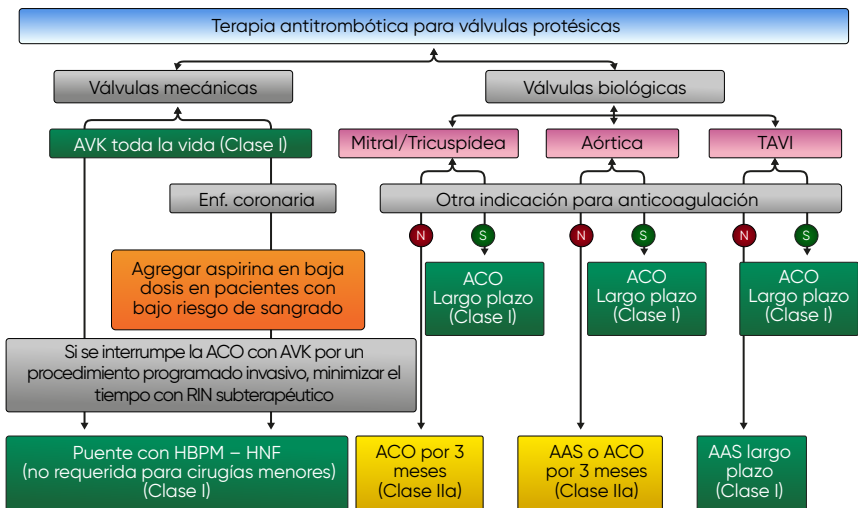 Terapia antitrombótica para válvulas protésicas
Válvulas mecánicas
Válvulas biológicas
AVK toda la vida (Clase I)
Mitral/Tricuspídea
Aórtica
TAVI
Enf. coronaria
Otra indicación para anticoagulación
N
S
N
S
N
S
Agregar aspirina en baja
dosis en pacientes con
bajo riesgo de sangrado
ACO
Largo plazo
(Clase I)
ACO
Largo plazo
(Clase I)
ACO
Largo plazo
(Clase I)
Si se interrumpe la ACO con AVK por un
procedimiento programado invasivo, minimizar el
tiempo con RIN subterapéutico
Puente con HBPM – HNF
(no requerida para cirugías menores)
(Clase I)
ACO por 3
meses
(Clase IIa)
AAS o ACO
por 3 meses
(Clase IIa)
AAS largo
plazo
(Clase I)